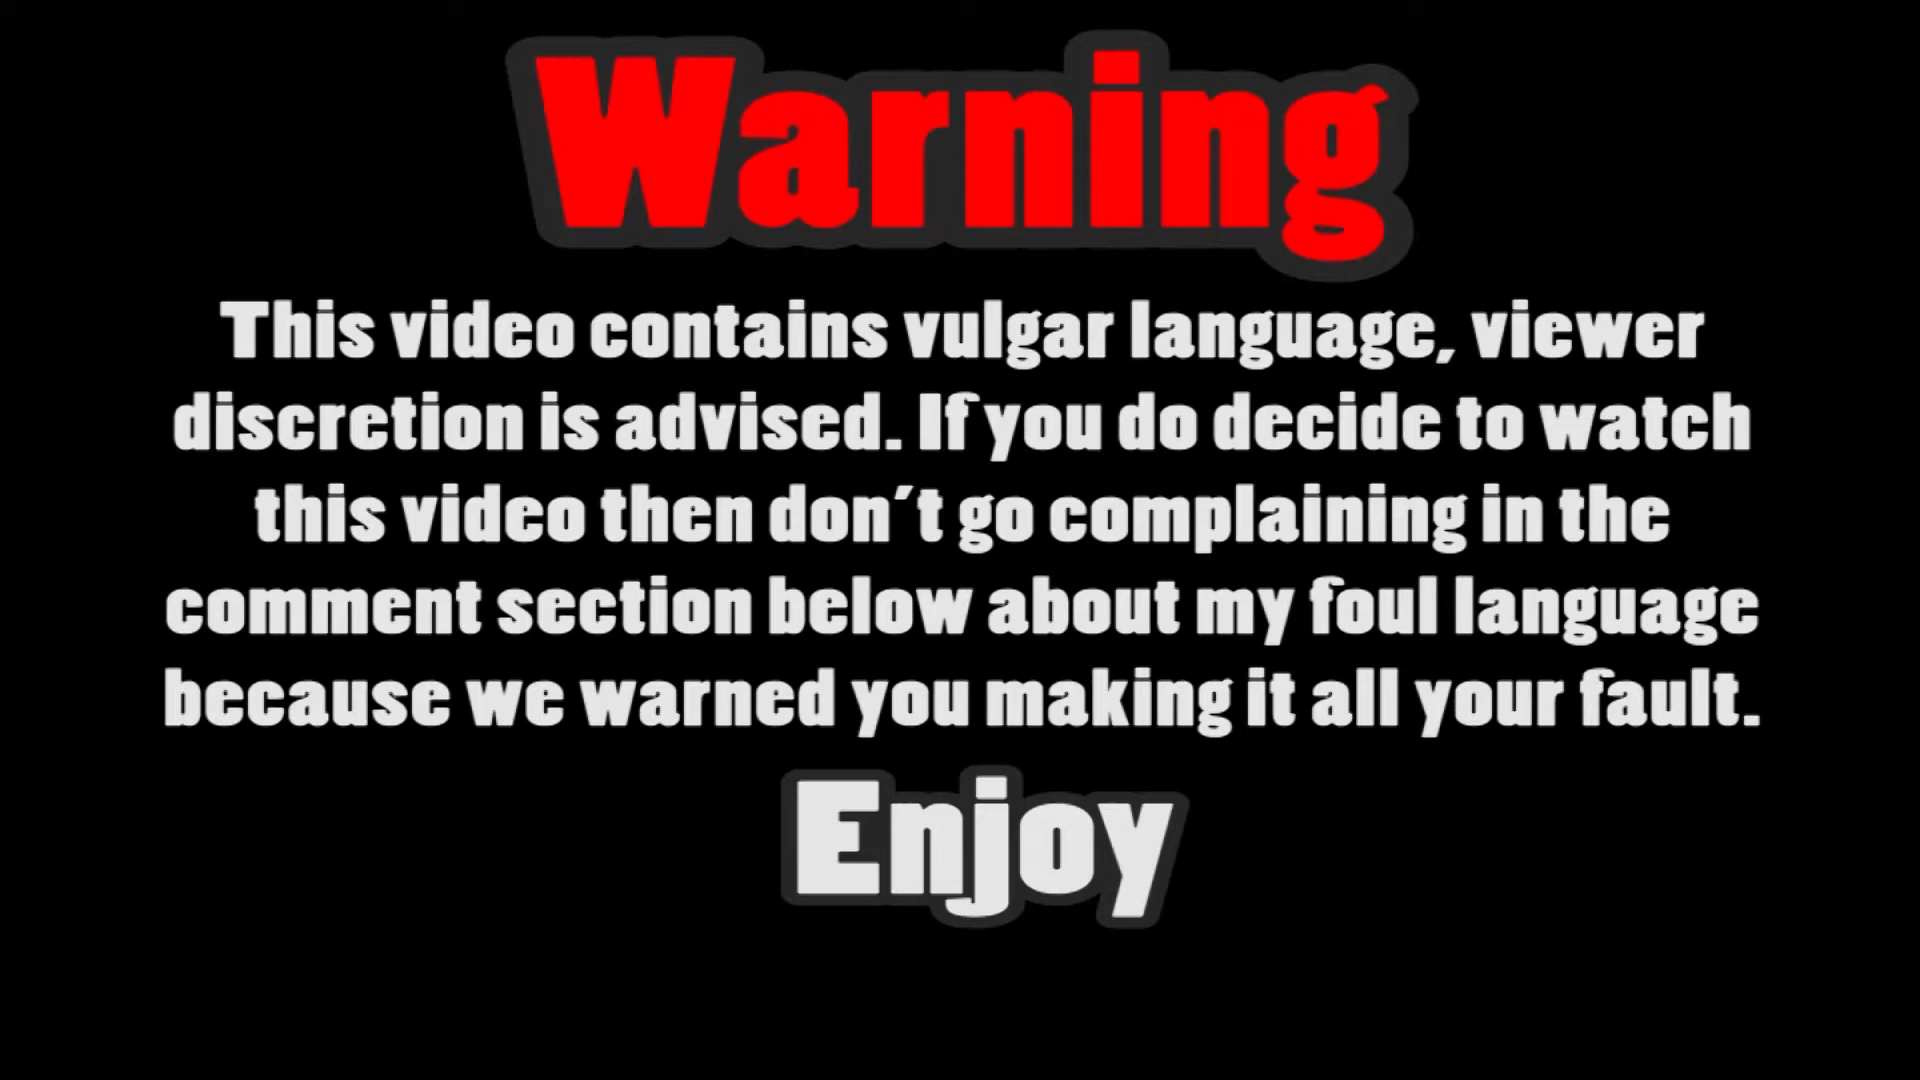 Warning
This video contains vulgar language, viewer
discretion is advised. If you do decide to watch
this video then don't go complaining in the
comment section below about my foul language
because we warned you making it all your fault.
Enjoy